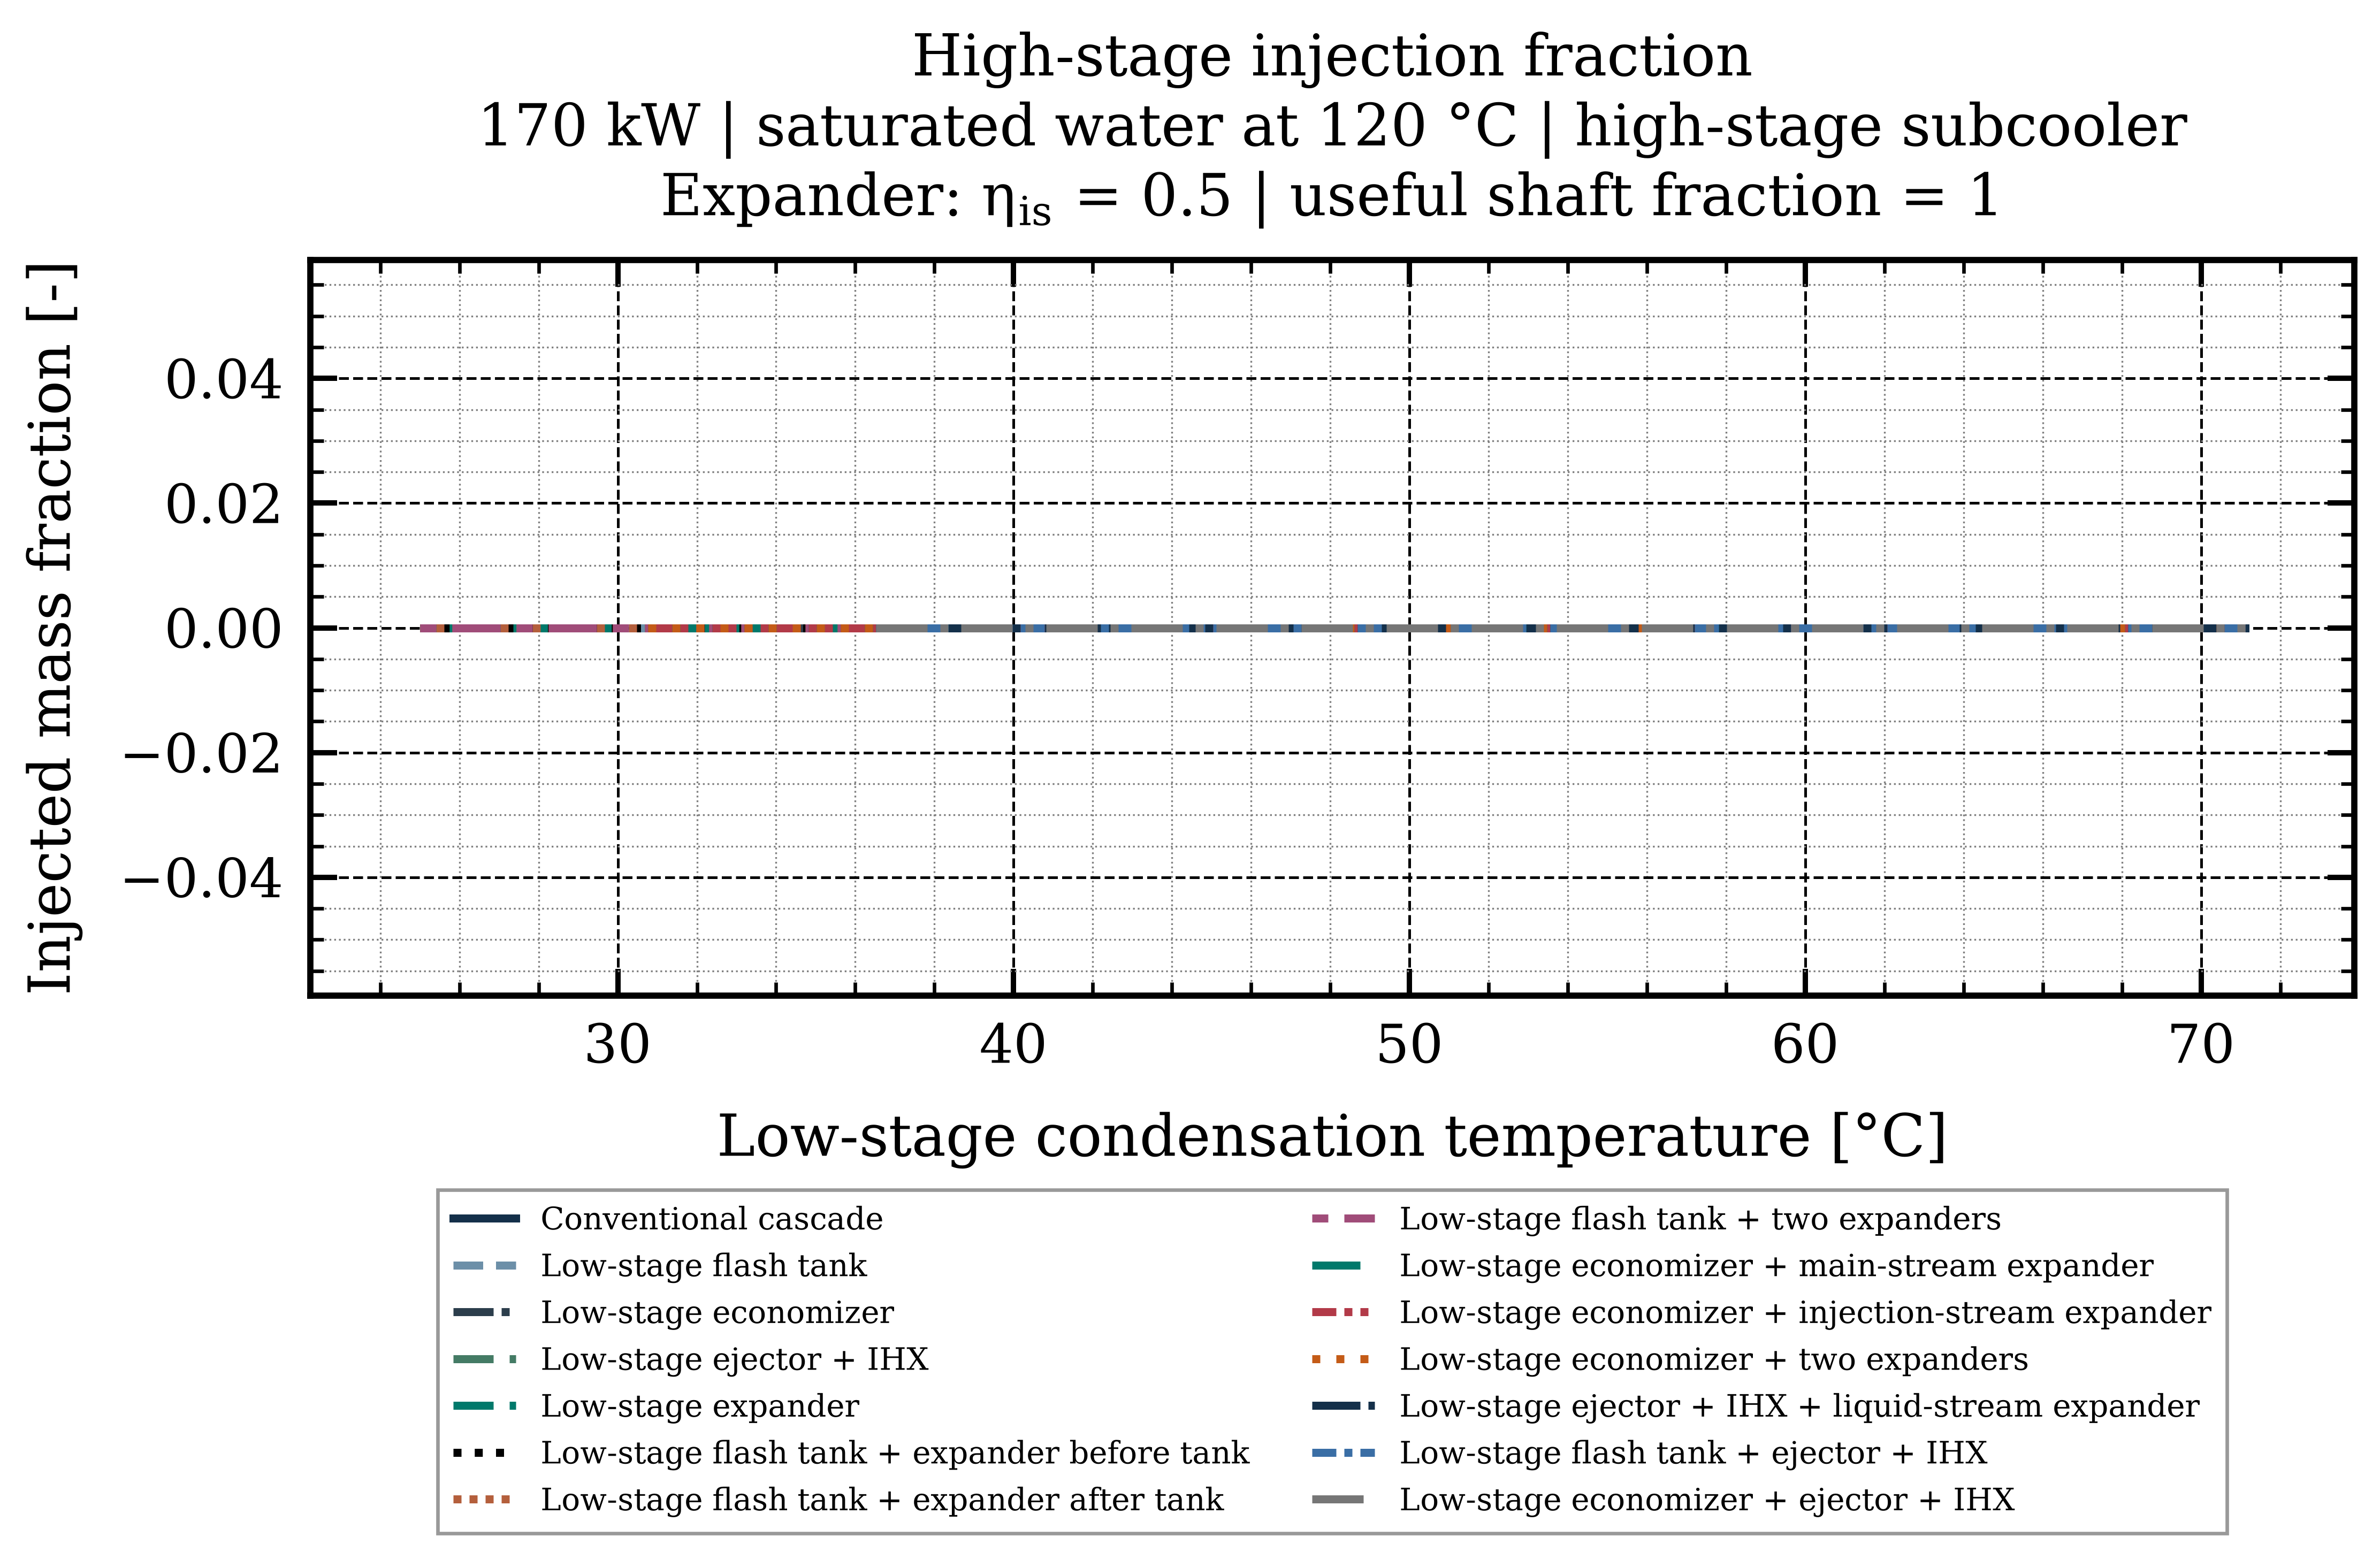 High-stage injection fraction
170 kW | saturated water at 120 °C | high-stage subcooler
Expander: ηis = 0.5 | useful shaft fraction = 1
Injected mass fraction [-]
0.04
0.02
0.00
−0.02
−0.04
30 40 50 60 70
Low-stage condensation temperature [°C]
Conventional cascade
Low-stage flash tank
Low-stage economizer
Low-stage ejector + IHX
Low-stage expander
Low-stage flash tank + expander before tank
Low-stage flash tank + expander after tank
Low-stage flash tank + two expanders
Low-stage economizer + main-stream expander
Low-stage economizer + injection-stream expander
Low-stage economizer + two expanders
Low-stage ejector + IHX + liquid-stream expander
Low-stage flash tank + ejector + IHX
Low-stage economizer + ejector + IHX